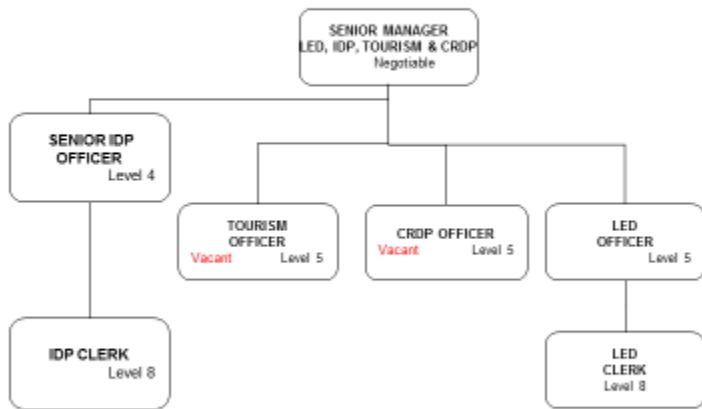 SENIOR MANAGER
LED, IDP, TOURISM & CRDP
Negotiable
SENIOR IDP
OFFICER
Level 4
TOURISM
OFFICER
Vacant Level 5
CRDP OFFICER
Vacant Level 5
LED
OFFICER
Level 5
IDP CLERK
Level 8
LED
CLERK
Level 8